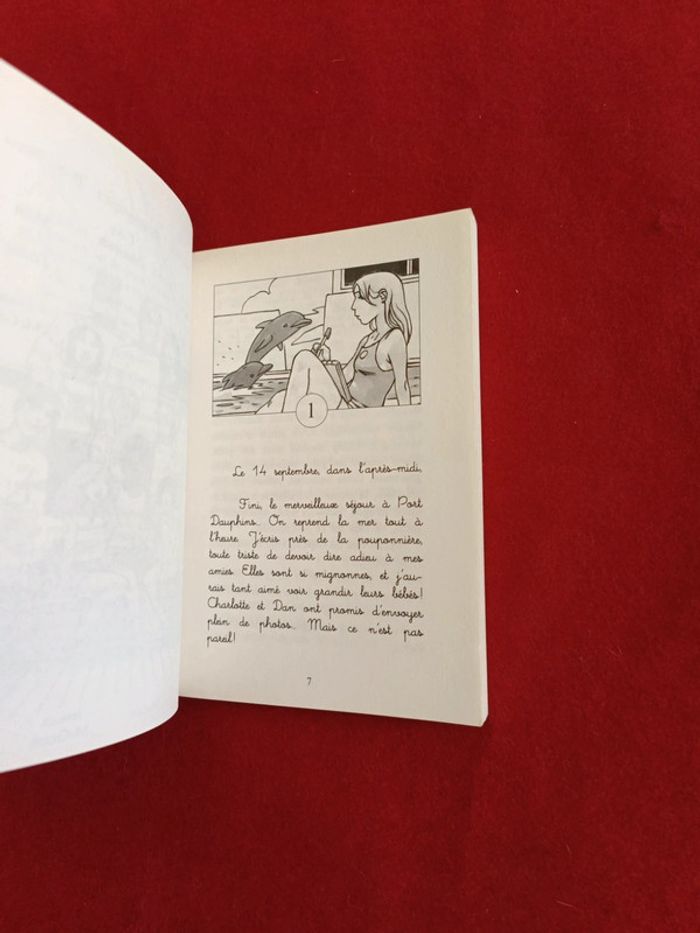 1
Le 14 septembre, dans l'après-midi.
Fini, le merveilleux séjour à Port
Dauphins... On reprend la mer tout à
l'heure. J'écris près de la pouponnière,
toute triste de devoir dire adieu à mes
amies. Elles sont si mignonnes, et j'au-
rais tant aimé voir grandir leurs bébés !
Charlotte et Dan ont promis d'envoyer
plein de photos... Mais ce n'est pas
pareil !
7